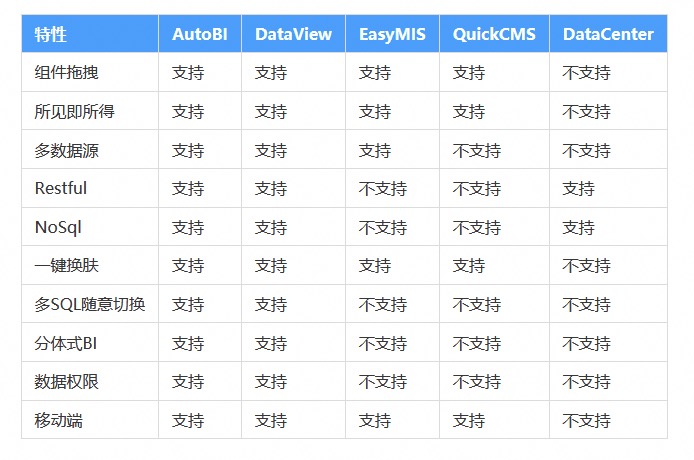 特性 AutoBI DataView EasyMIS QuickCMS DataCenter
组件拖拽 支持 支持 支持 支持 不支持
所见即所得 支持 支持 支持 支持 不支持
多数据源 支持 支持 支持 不支持 不支持
Restful 支持 支持 不支持 不支持 支持
NoSql 支持 支持 不支持 不支持 支持
一键换肤 支持 支持 支持 支持 不支持
多SQL随意切换 支持 支持 不支持 不支持 不支持
分体式BI 支持 支持 不支持 不支持 不支持
数据权限 支持 支持 不支持 不支持 不支持
移动端 支持 支持 支持 支持 不支持